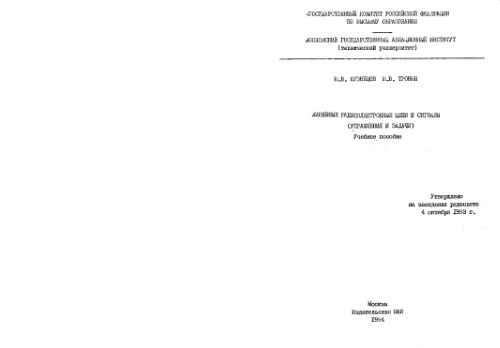 ГОСУДАРСТВЕННЫЙ КОМИТЕТ РОССИЙСКОЙ ФЕДЕРАЦИИ
ПО ВЫСШЕМУ ОБРАЗОВАНИЮ
МОСКОВСКИЙ ГОСУДАРСТВЕННЫЙ АВИАЦИОННЫЙ ИНСТИТУТ
(технический университет)
Ю.В. КУЗНЕЦОВ Ю.В. ТРОНИН
ЛИНЕЙНЫЕ РАДИОЭЛЕКТРОННЫЕ ЦЕПИ И СИГНАЛЫ
(УПРАЖНЕНИЯ И ЗАДАЧИ)
Учебное пособие
Утверждено
на заседании редсовета
4 октября 1993 г.
Москва
Издательство МАИ
1994